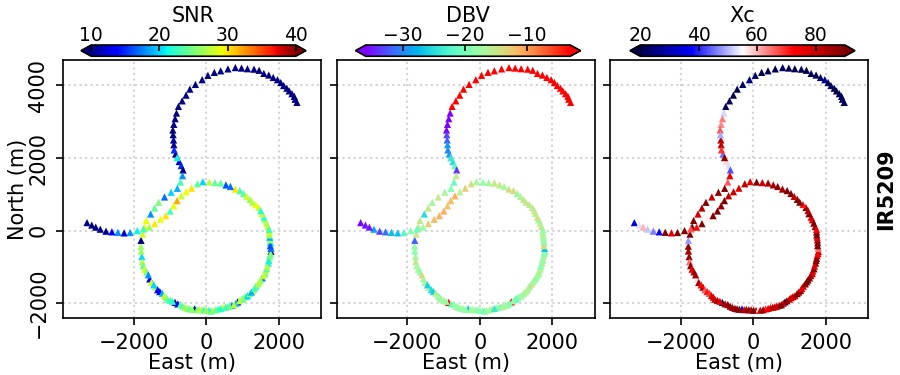 SNR DBV Xc
10 20 30 40 −30 −20 −10 20 40 60 80
4000
2000
0
−2000
North (m)
IR5209
−2000 0 2000 −2000 0 2000 −2000 0 2000
East (m) East (m) East (m)